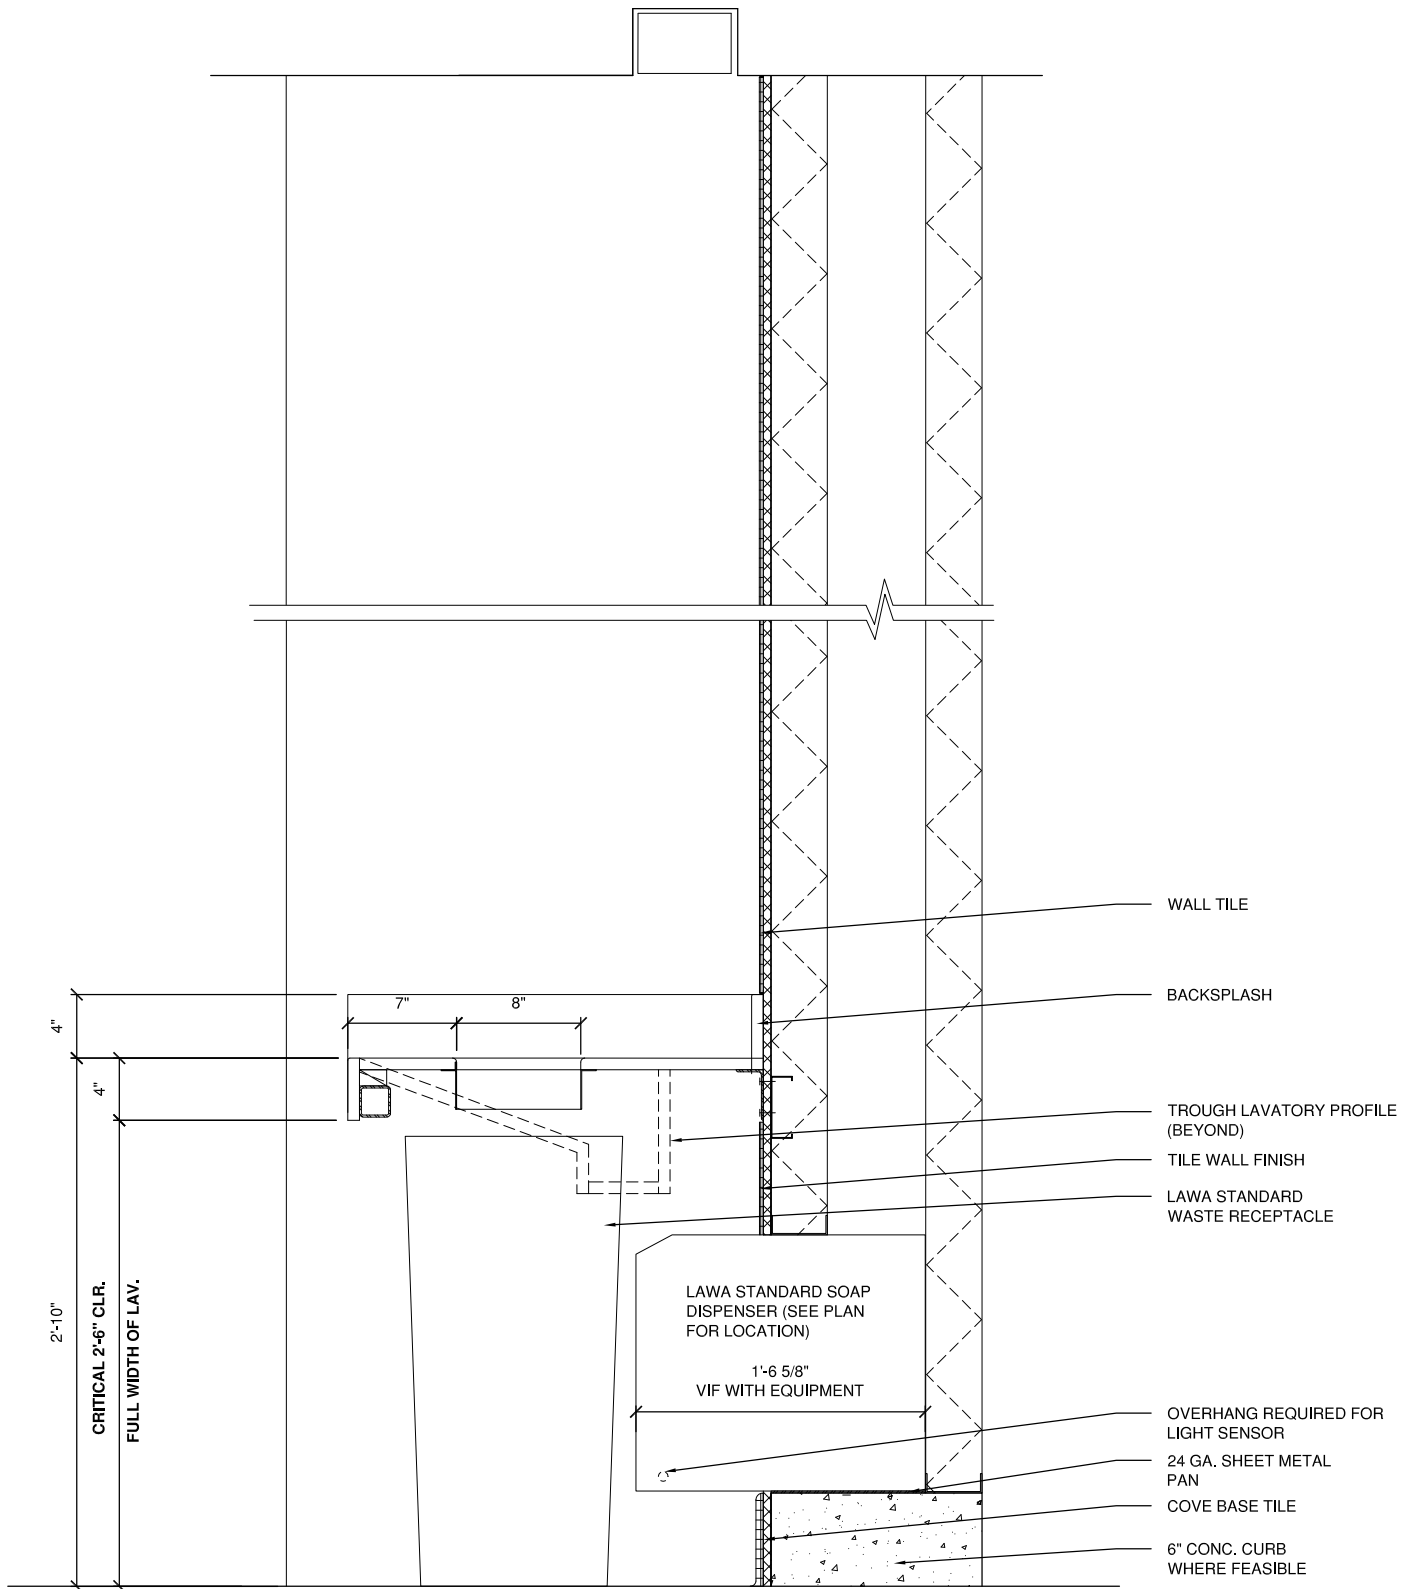 WALL TILE
4"
7"
8"
BACKSPLASH
4"
TROUGH LAVATORY PROFILE
(BEYOND)
TILE WALL FINISH
LAWA STANDARD
WASTE RECEPTACLE
2'-10"
CRITICAL 2'-6" CLR.
FULL WIDTH OF LAV.
LAWA STANDARD SOAP
DISPENSER (SEE PLAN
FOR LOCATION)
1'-6 5/8"
VIF WITH EQUIPMENT
OVERHANG REQUIRED FOR
LIGHT SENSOR
24 GA. SHEET METAL
PAN
COVE BASE TILE
6" CONC. CURB
WHERE FEASIBLE